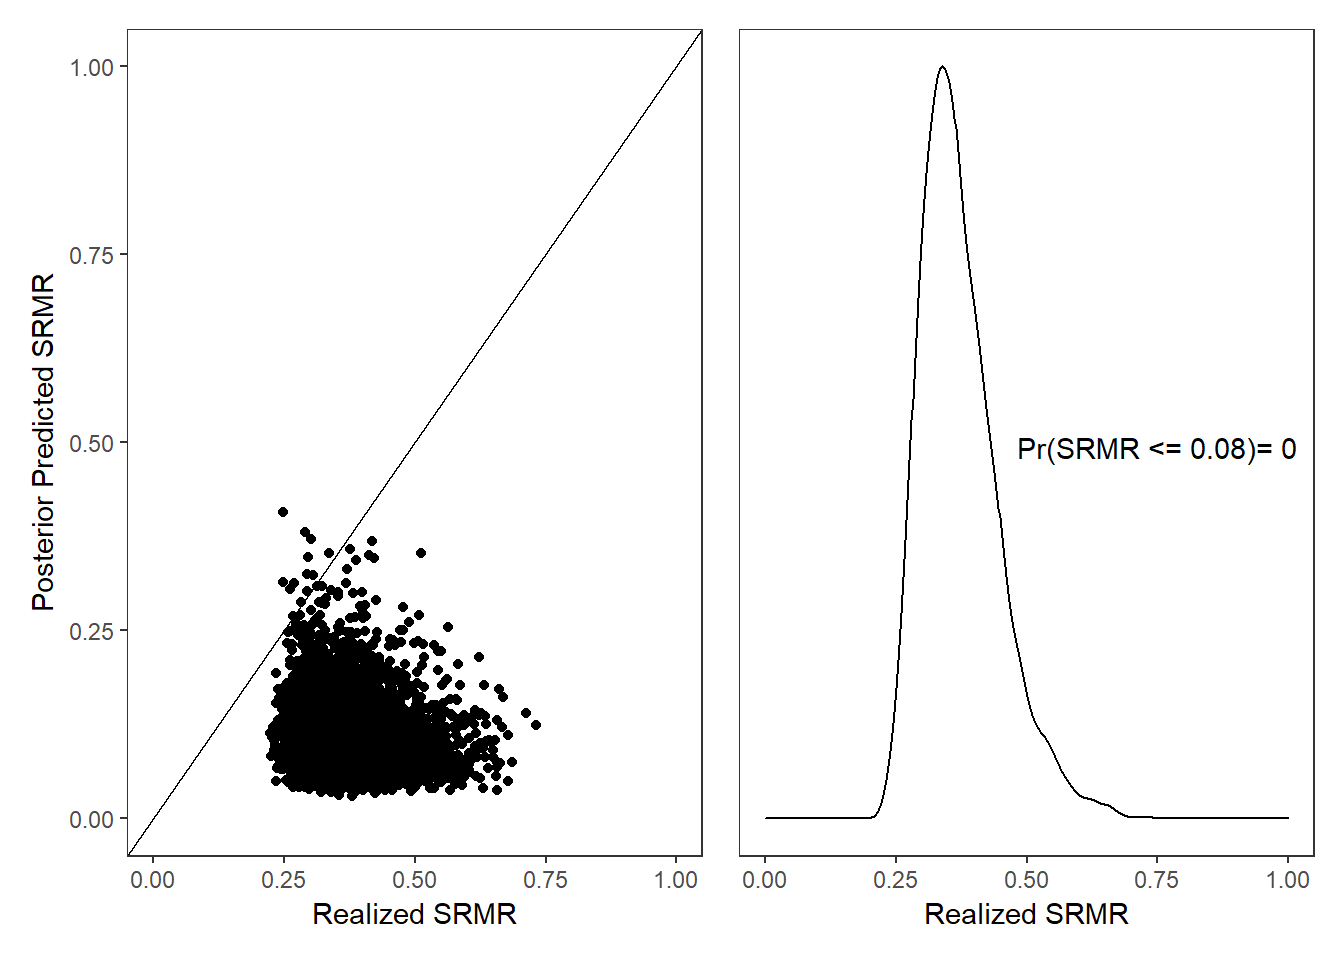 Posterior Predicted SRMR
1.00
0.75
0.50
0.25
0.00
0.00 0.25 0.50 0.75 1.00
Realized SRMR
Pr(SRMR <= 0.08)= 0
0.00 0.25 0.50 0.75 1.00
Realized SRMR